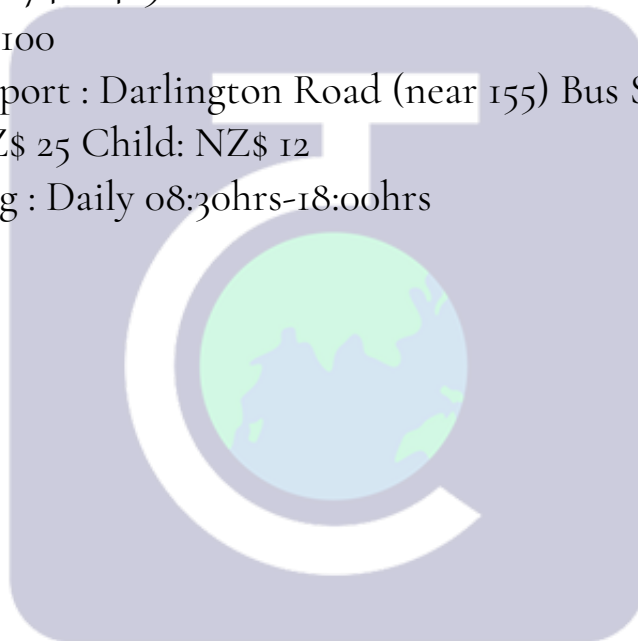 100
port : Darlington Road (near 155) Bus S
Z$ 25 Child: NZ$ 12
g : Daily 08:30hrs-18:00hrs